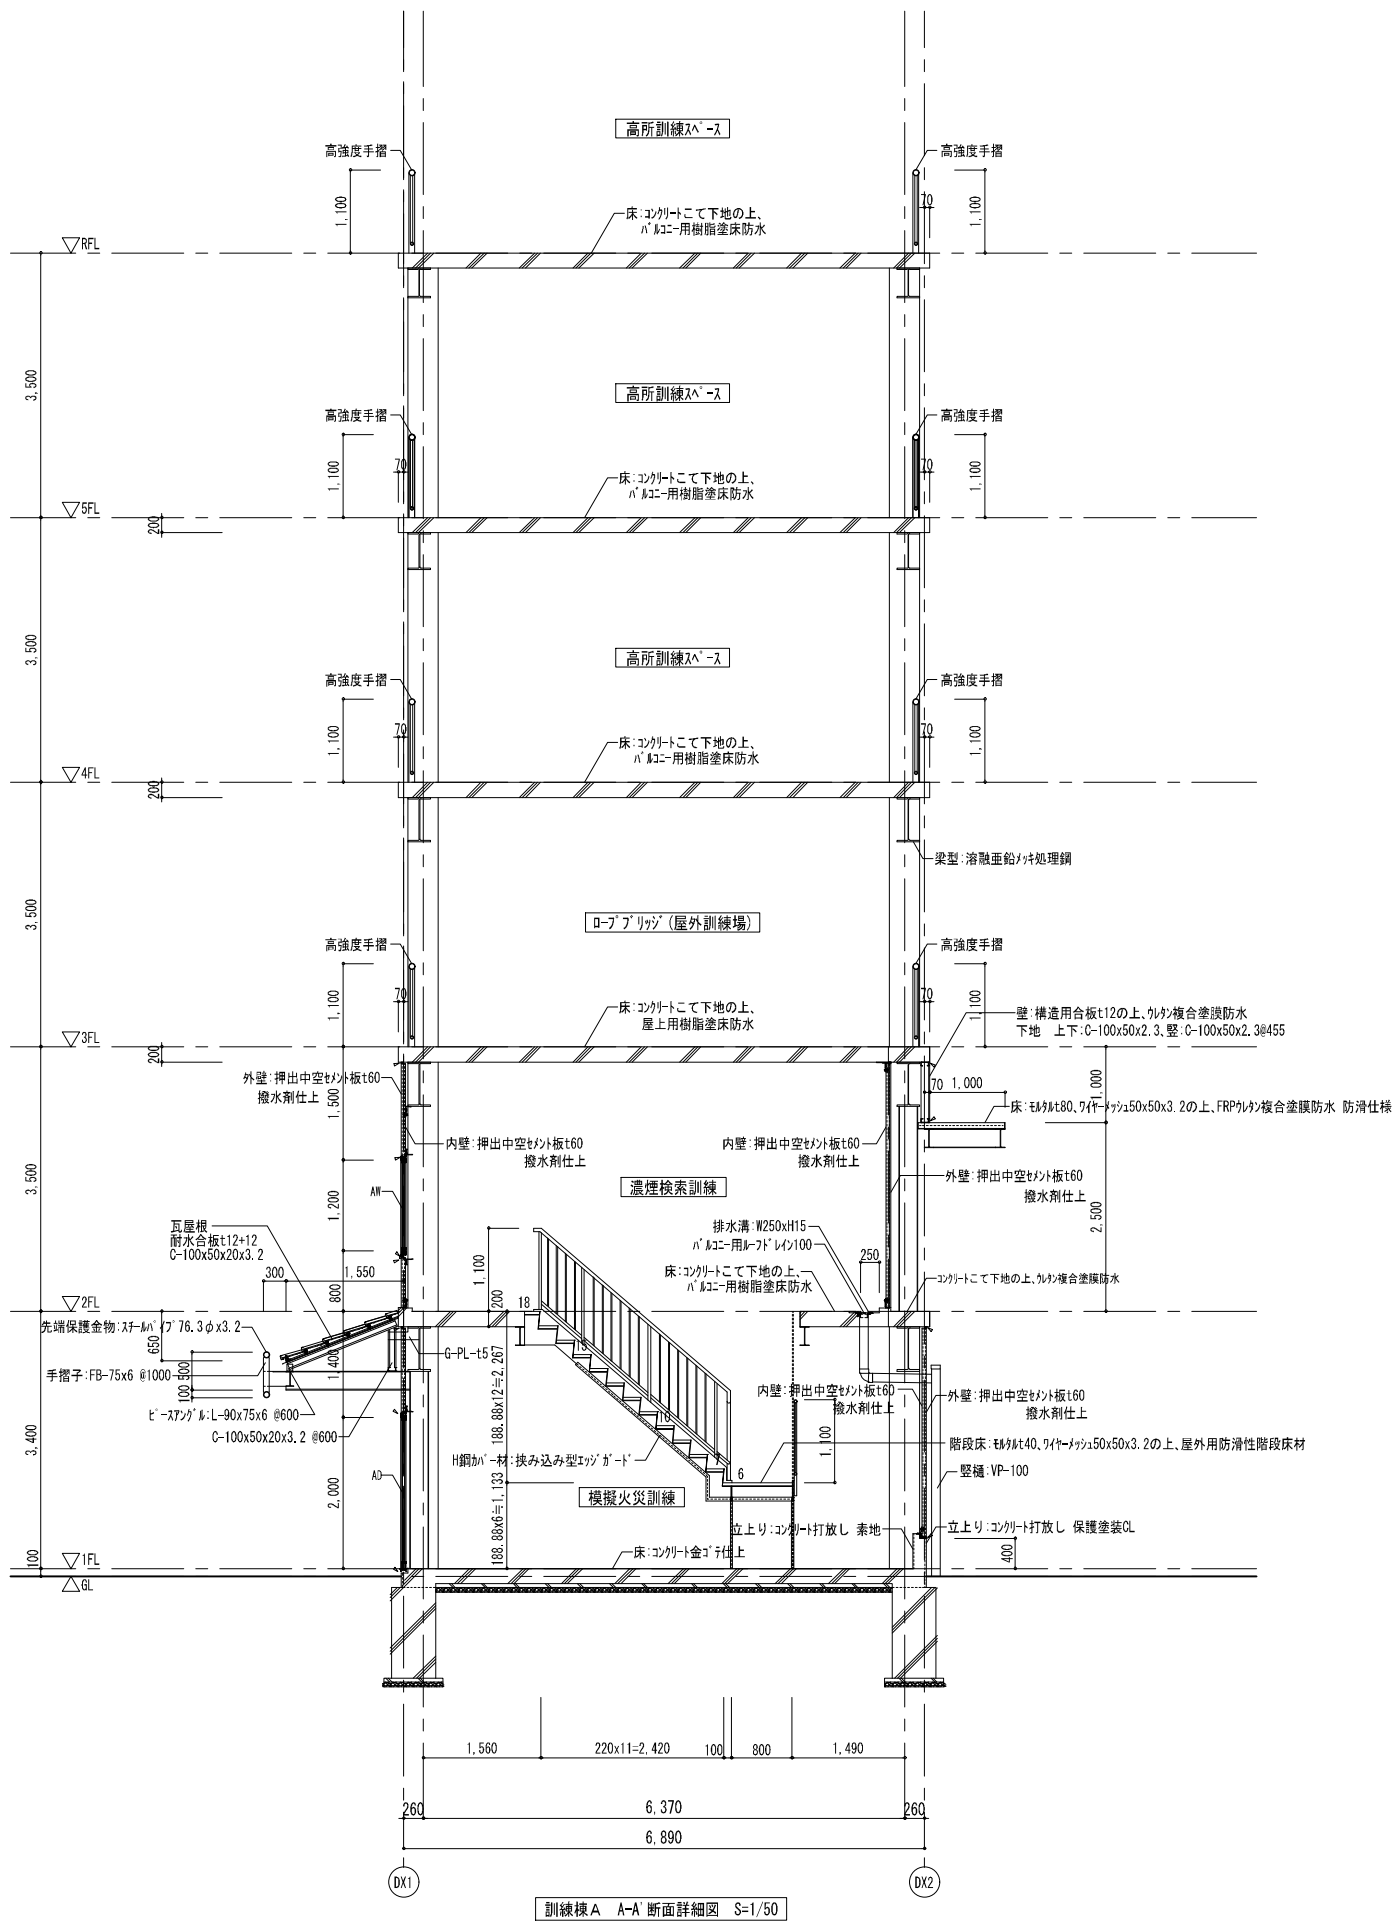 高所訓練ｽﾍﾟｰｽ
高強度手摺
高強度手摺
1,100
70
1,100
床:ｺﾝｸﾘｰﾄこて下地の上、
ﾊﾞﾙｺﾆｰ用樹脂塗床防水
RFL
3,500
高所訓練ｽﾍﾟｰｽ
高強度手摺
高強度手摺
1,100
70
70
1,100
床:ｺﾝｸﾘｰﾄこて下地の上、
ﾊﾞﾙｺﾆｰ用樹脂塗床防水
5FL
200
3,500
高所訓練ｽﾍﾟｰｽ
高強度手摺
高強度手摺
1,100
70
70
1,100
床:ｺﾝｸﾘｰﾄこて下地の上、
ﾊﾞﾙｺﾆｰ用樹脂塗床防水
4FL
200
梁型:溶融亜鉛ﾒｯｷ処理鋼
3,500
ﾛｰﾌﾟﾌﾞﾘｯｼﾞ(屋外訓練場)
高強度手摺
高強度手摺
1,100
70
70
1,100
床:ｺﾝｸﾘｰﾄこて下地の上、
屋上用樹脂塗床防水
壁:構造用合板t12の上、ｳﾚﾀﾝ複合塗膜防水
下地 上下:C-100x50x2.3、竪:C-100x50x2.3@455
3FL
200
外壁:押出中空ｾﾒﾝﾄ板t60
撥水剤仕上
1,500
70
1,000
1,000
床:ﾓﾙﾀﾙt80、ﾜｲﾔｰﾒｯｼｭ50x50x3.2の上、FRPｳﾚﾀﾝ複合塗膜防水 防滑仕様
内壁:押出中空ｾﾒﾝﾄ板t60
撥水剤仕上
内壁:押出中空ｾﾒﾝﾄ板t60
撥水剤仕上
3,500
外壁:押出中空ｾﾒﾝﾄ板t60
撥水剤仕上
濃煙検索訓練
AW
1,200
2,500
瓦屋根
耐水合板t12+12
C-100x50x20x3.2
排水溝:W250xH15
ﾊﾞﾙｺﾆｰ用ﾙｰﾌﾄﾞﾚｲﾝ100
250
300
1,550
1,100
800
床:ｺﾝｸﾘｰﾄこて下地の上、
ﾊﾞﾙｺﾆｰ用樹脂塗床防水
ｺﾝｸﾘｰﾄこて下地の上、ｳﾚﾀﾝ複合塗膜防水
2FL
200
18
先端保護金物:ｽﾁｰﾙﾊﾟｲﾌﾟ76.3φx3.2
650
15
G-PL-t5
1,400
手摺子:FB-75x6 @1000
500
100
188.88x12≒2,267
内壁:押出中空ｾﾒﾝﾄ板t60
撥水剤仕上
外壁:押出中空ｾﾒﾝﾄ板t60
撥水剤仕上
ﾋﾟｰｽｱﾝｸﾞﾙ:L-90x75x6 @600
10
C-100x50x20x3.2 @600
1,100
3,400
階段床:ﾓﾙﾀﾙt40、ﾜｲﾔｰﾒｯｼｭ50x50x3.2の上、屋外用防滑性階段床材
H鋼ｶﾊﾞｰ材:挟み込み型ｴｯｼﾞｶﾞｰﾄﾞ
7
6
AD
2,000
竪樋:VP-100
模擬火災訓練
188.88x6≒1,133
立上り:ｺﾝｸﾘｰﾄ打放し 素地
立上り:ｺﾝｸﾘｰﾄ打放し 保護塗装CL
床:ｺﾝｸﾘｰﾄ金ｺﾞﾃ仕上
400
100
1FL
GL
1,560
220x11=2,420
100
800
1,490
260
6,370
260
6,890
DX1
DX2
訓練棟A A-A' 断面詳細図 S=1/50